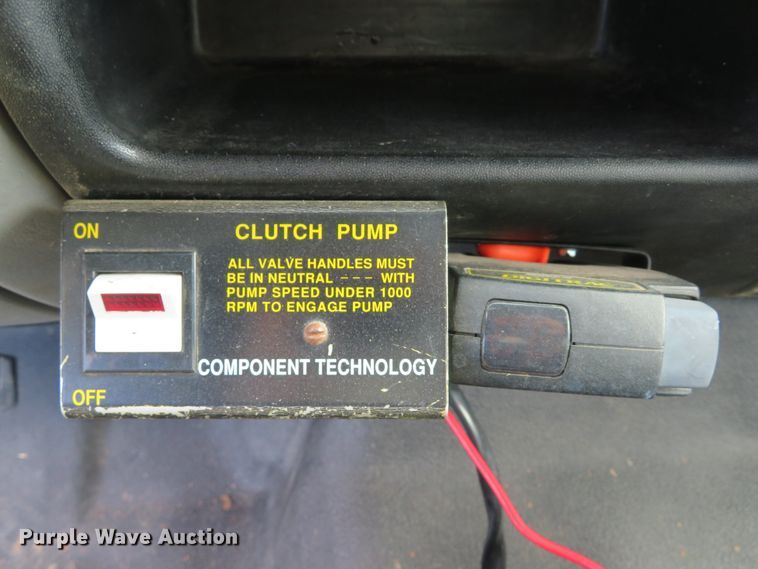 ON
CLUTCH PUMP
ALL VALVE HANDLES MUST
BE IN NEUTRAL --- WITH
PUMP SPEED UNDER 1000
RPM TO ENGAGE PUMP
COMPONENT TECHNOLOGY
OFF
Purple Wave Auction